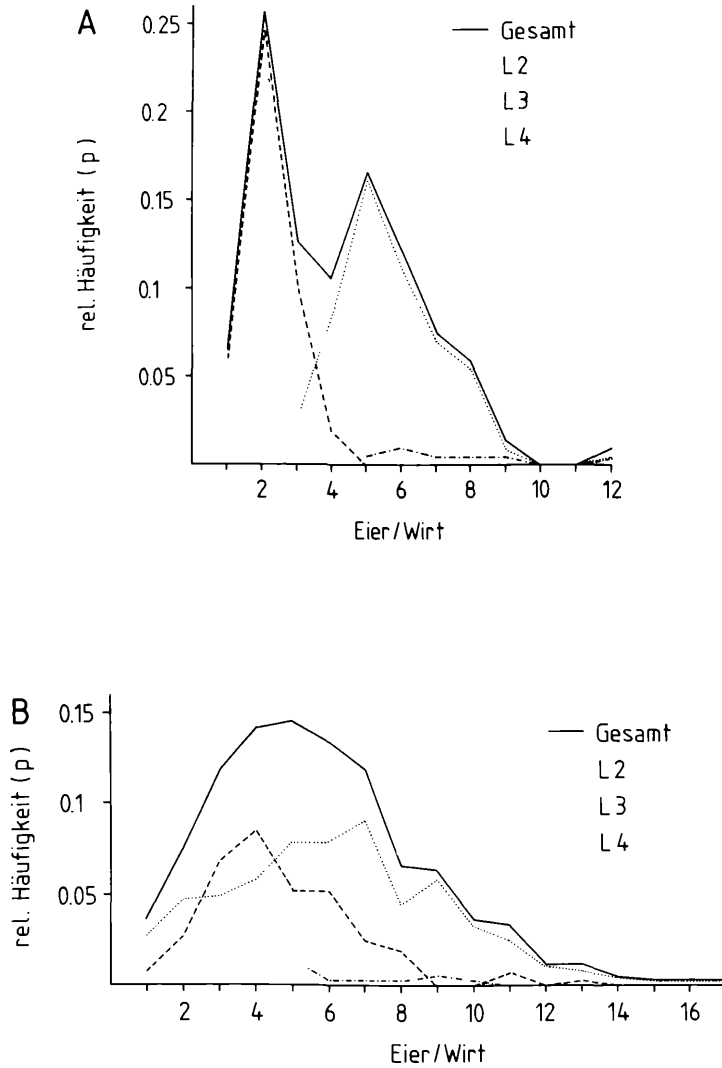 A
0.25
0.2
0.15
0.1
0.05
rel. Häufigkeit (p)
Gesamt
L2
L3
L4
2 4 6 8 10 12
Eier/Wirt
B
0.15
0.1
0.05
rel. Häufigkeit (p)
Gesamt
L2
L3
L4
2 4 6 8 10 12 14 16
Eier/Wirt